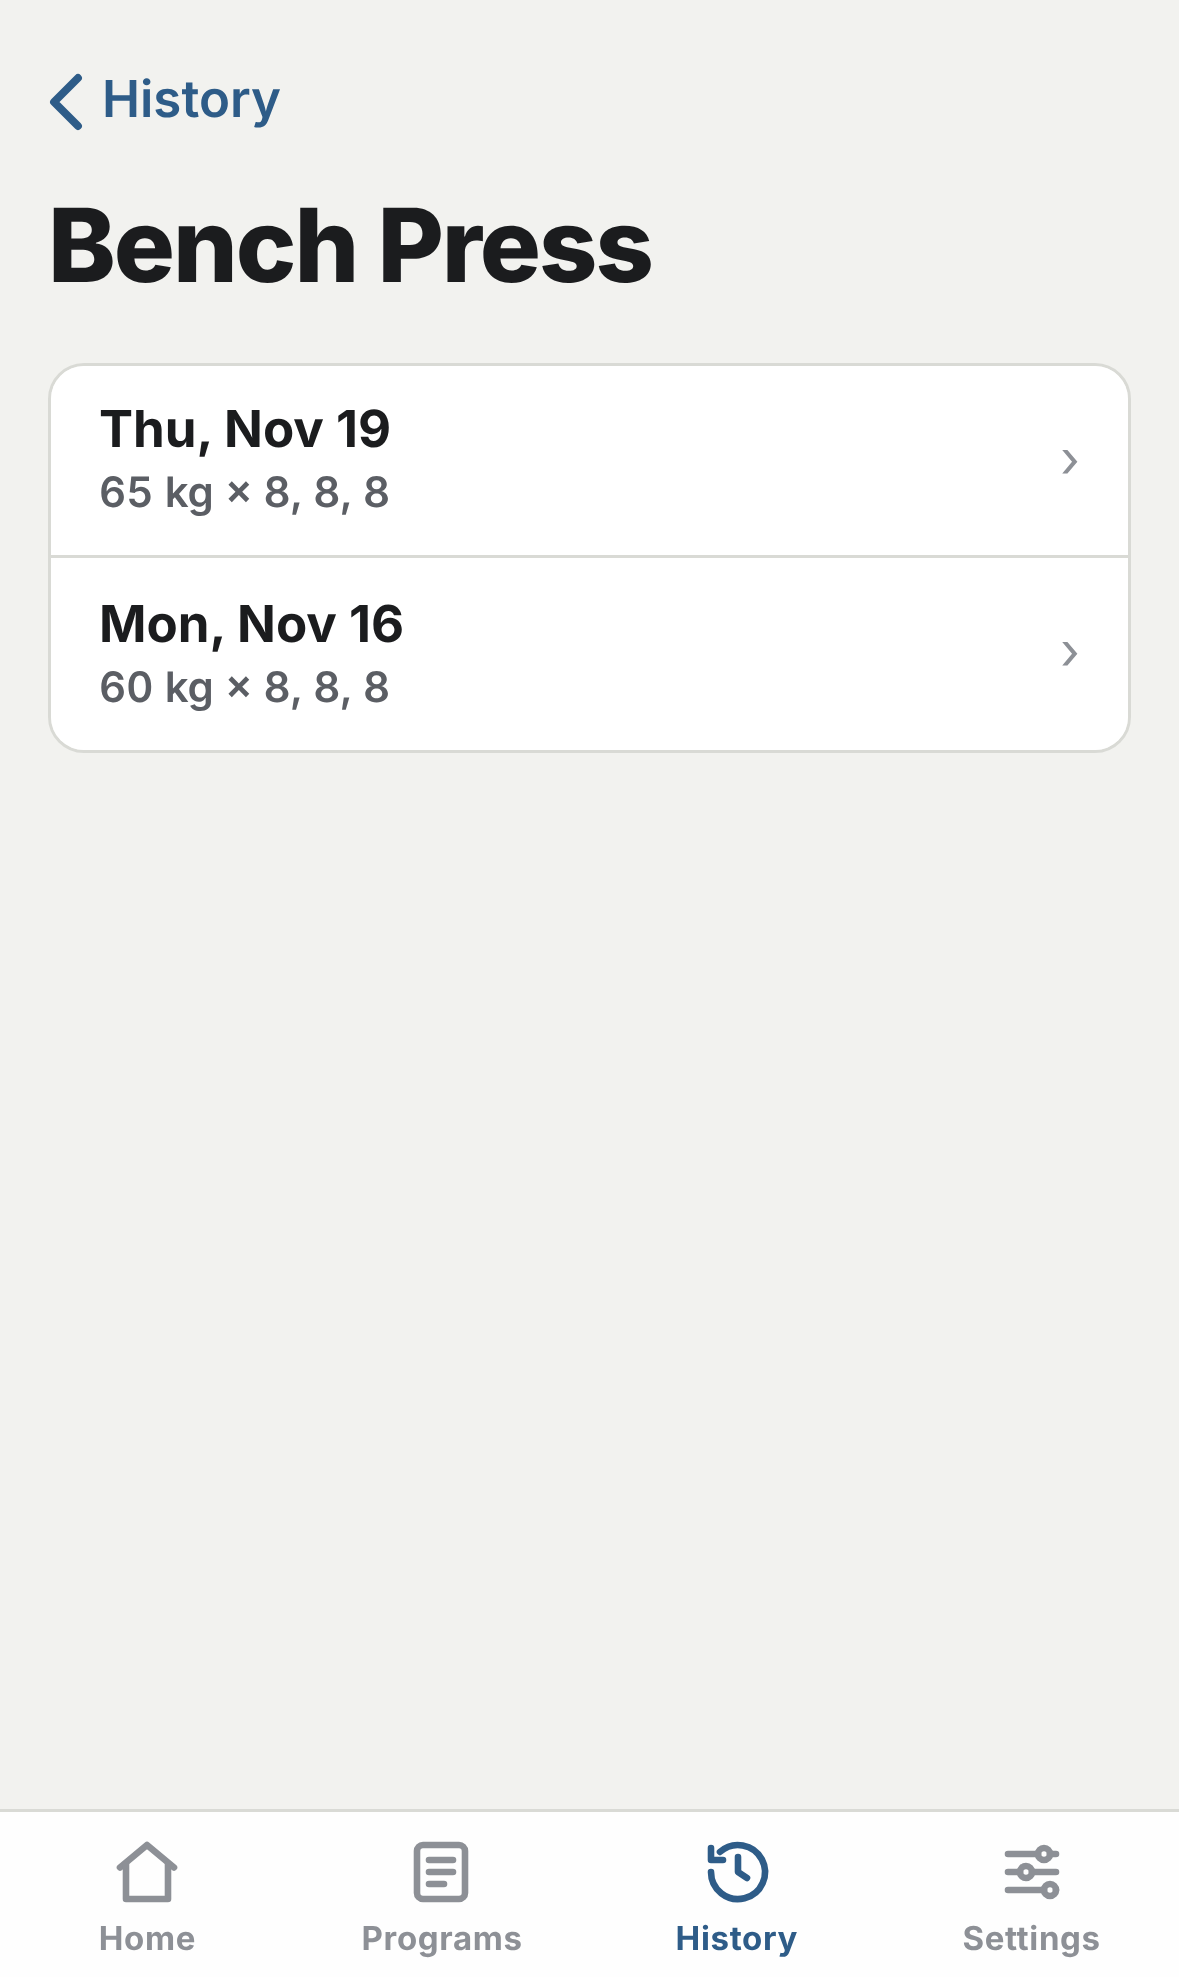 History
Bench Press
Thu, Nov 19
65 kg × 8, 8, 8
Mon, Nov 16
60 kg × 8, 8, 8
Home
Programs
History
Settings